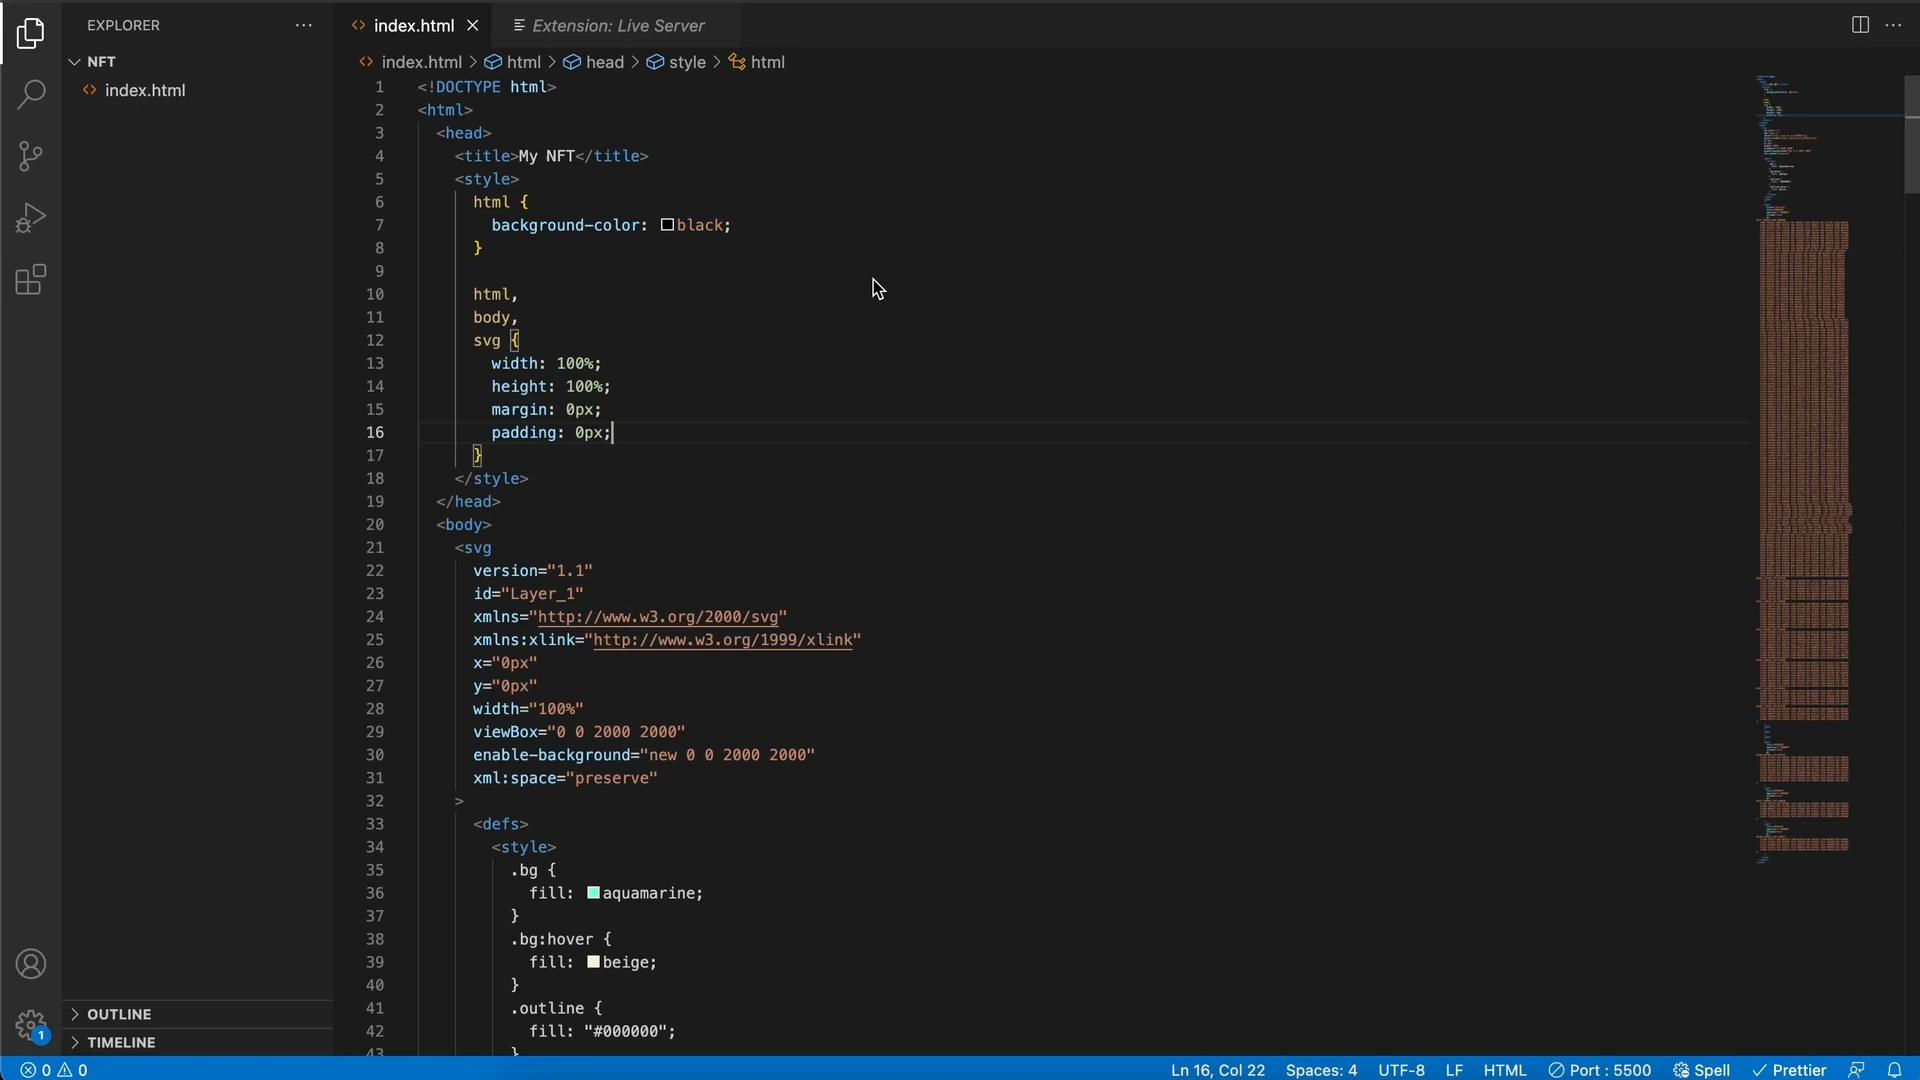 EXPLORER
NFT
index.html
OUTLINE
TIMELINE
index.html
Extension: Live Server
index.html > html > head > style > html
1 <!DOCTYPE html>
2 <html>
3 <head>
4 <title>My NFT</title>
5 <style>
6 html {
7 background-color: black;
8 }
9
10 html,
11 body,
12 svg {
13 width: 100%;
14 height: 100%;
15 margin: 0px;
16 padding: 0px;
17 }
18 </style>
19 </head>
20 <body>
21 <svg
22 version="1.1"
23 id="Layer_1"
24 xmlns="http://www.w3.org/2000/svg"
25 xmlns:xlink="http://www.w3.org/1999/xlink"
26 x="0px"
27 y="0px"
28 width="100%"
29 viewBox="0 0 2000 2000"
30 enable-background="new 0 0 2000 2000"
31 xml:space="preserve"
32 >
33 <defs>
34 <style>
35 .bg {
36 fill: aquamarine;
37 }
38 .bg:hover {
39 fill: beige;
40 }
41 .outline {
42 fill: "#000000";
43 }
1
0 0 Ln 16, Col 22 Spaces: 4 UTF-8 LF HTML Port : 5500 Spell Prettier